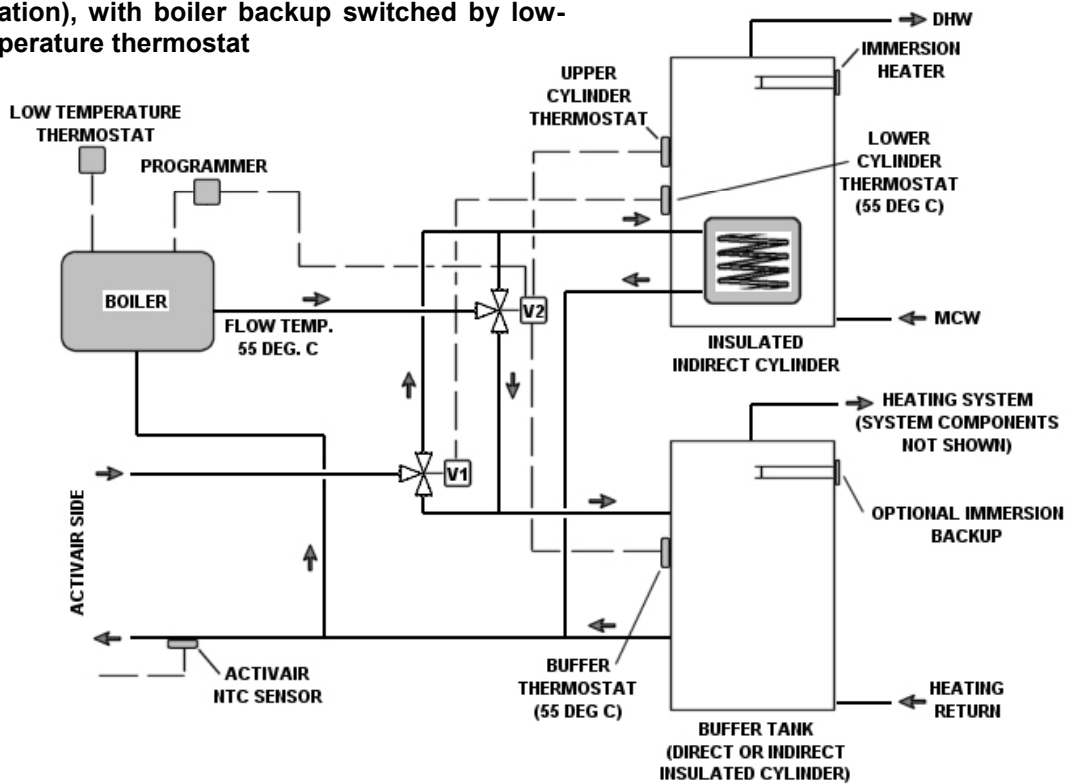 ation), with boiler backup switched by low-
perature thermostat
DHW
IMMERSION
HEATER
UPPER
CYLINDER
THERMOSTAT
LOW TEMPERATURE
THERMOSTAT
PROGRAMMER
LOWER
CYLINDER
THERMOSTAT
(55 DEG C)
BOILER
V2
FLOW TEMP.
55 DEG. C
MCW
INSULATED
INDIRECT CYLINDER
HEATING SYSTEM
(SYSTEM COMPONENTS
NOT SHOWN)
V1
OPTIONAL IMMERSION
BACKUP
ACTIVAIR SIDE
ACTIVAIR
NTC SENSOR
BUFFER
THERMOSTAT
(55 DEG C)
HEATING
RETURN
BUFFER TANK
(DIRECT OR INDIRECT
INSULATED CYLINDER)